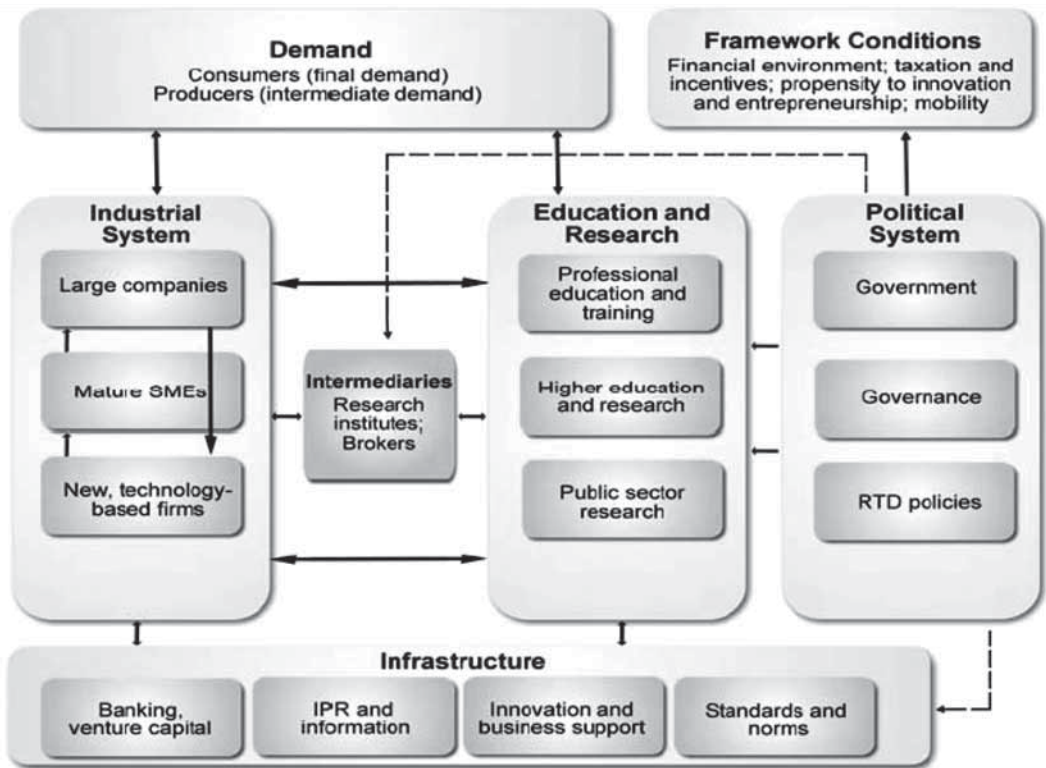 Demand
Consumers (final demand)
Producers (intermediate demand)
Framework Conditions
Financial environment; taxation and
incentives; propensity to innovation
and entrepreneurship; mobility
Industrial
System
Large companies
Mature SMEs
New, technology-
based firms
Intermediaries
Research
institutes;
Brokers
Education and
Research
Professional
education and
training
Higher education
and research
Public sector
research
Political
System
Government
Governance
RTD policies
Infrastructure
Banking,
venture capital
IPR and
information
Innovation and
business support
Standards and
norms